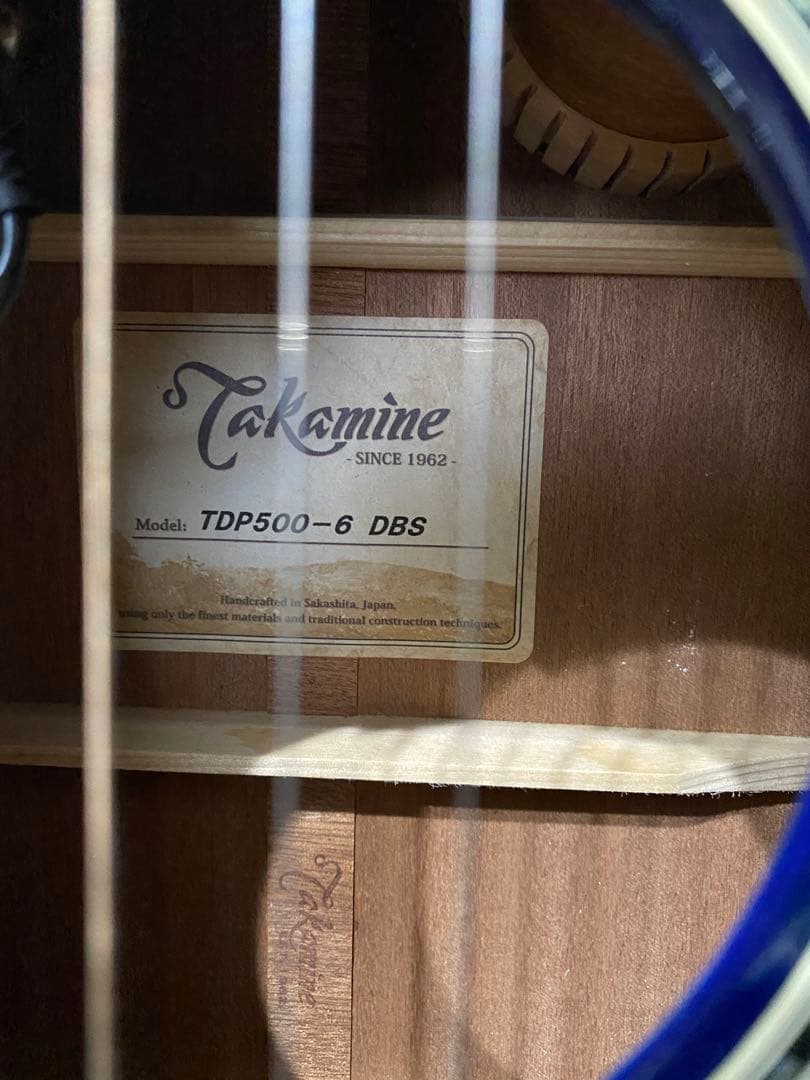 Takamine
- SINCE 1962 -
Model: TDP500-6 DBS
Handcrafted in Sakashita, Japan,
using only the finest materials and traditional construction techniques.
Takamine